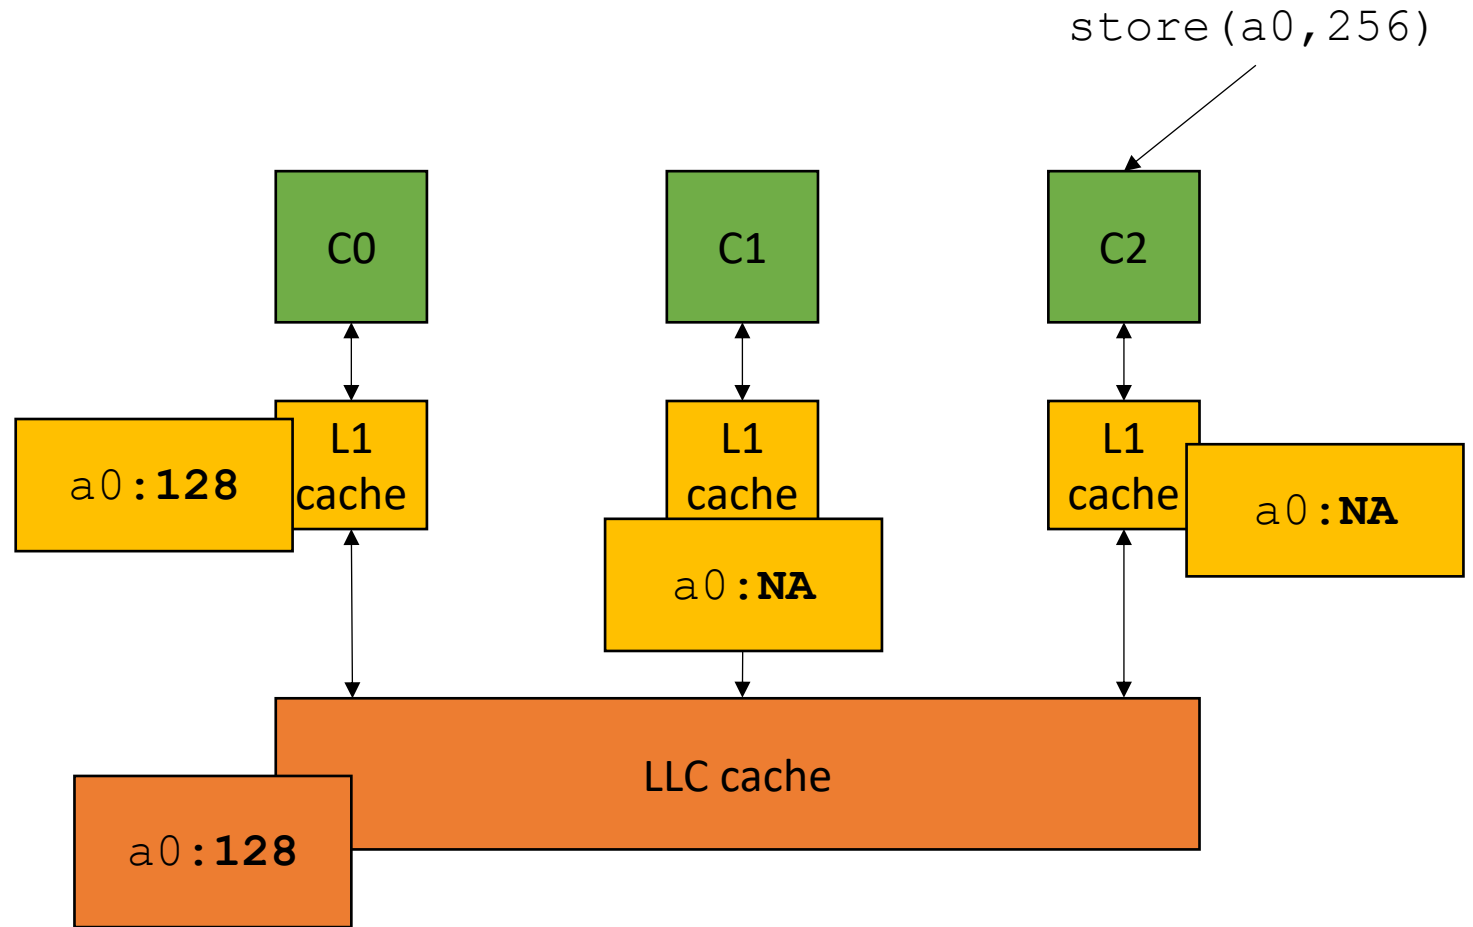 store(a0,256)
C0
C1
C2
L1
cache
a0:128
L1
cache
a0:NA
L1
cache
a0:NA
LLC cache
a0:128